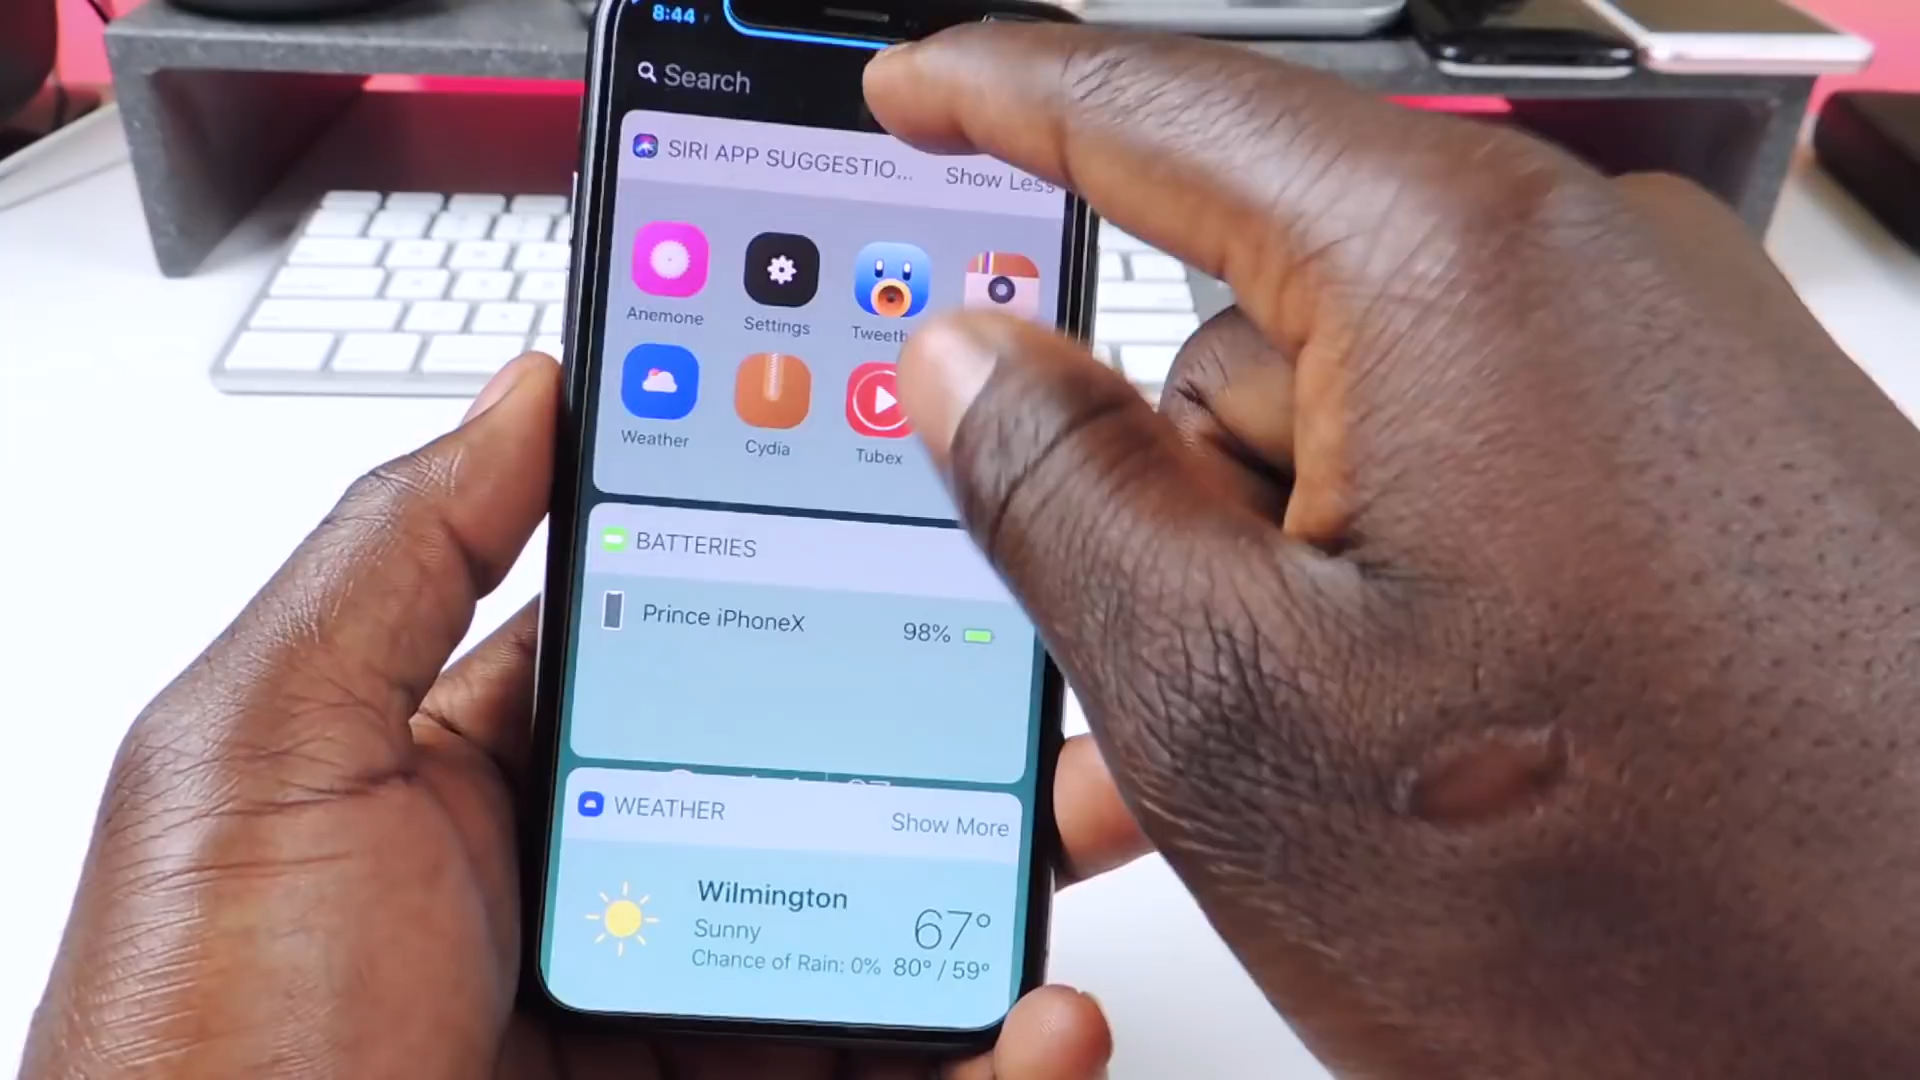 8:44
Search
SIRI APP SUGGESTIO... Show Less
Anemone Settings Tweetb
Weather Cydia Tubex
BATTERIES
Prince iPhoneX 98%
WEATHER Show More
Wilmington
Sunny 67°
Chance of Rain: 0% 80° / 59°